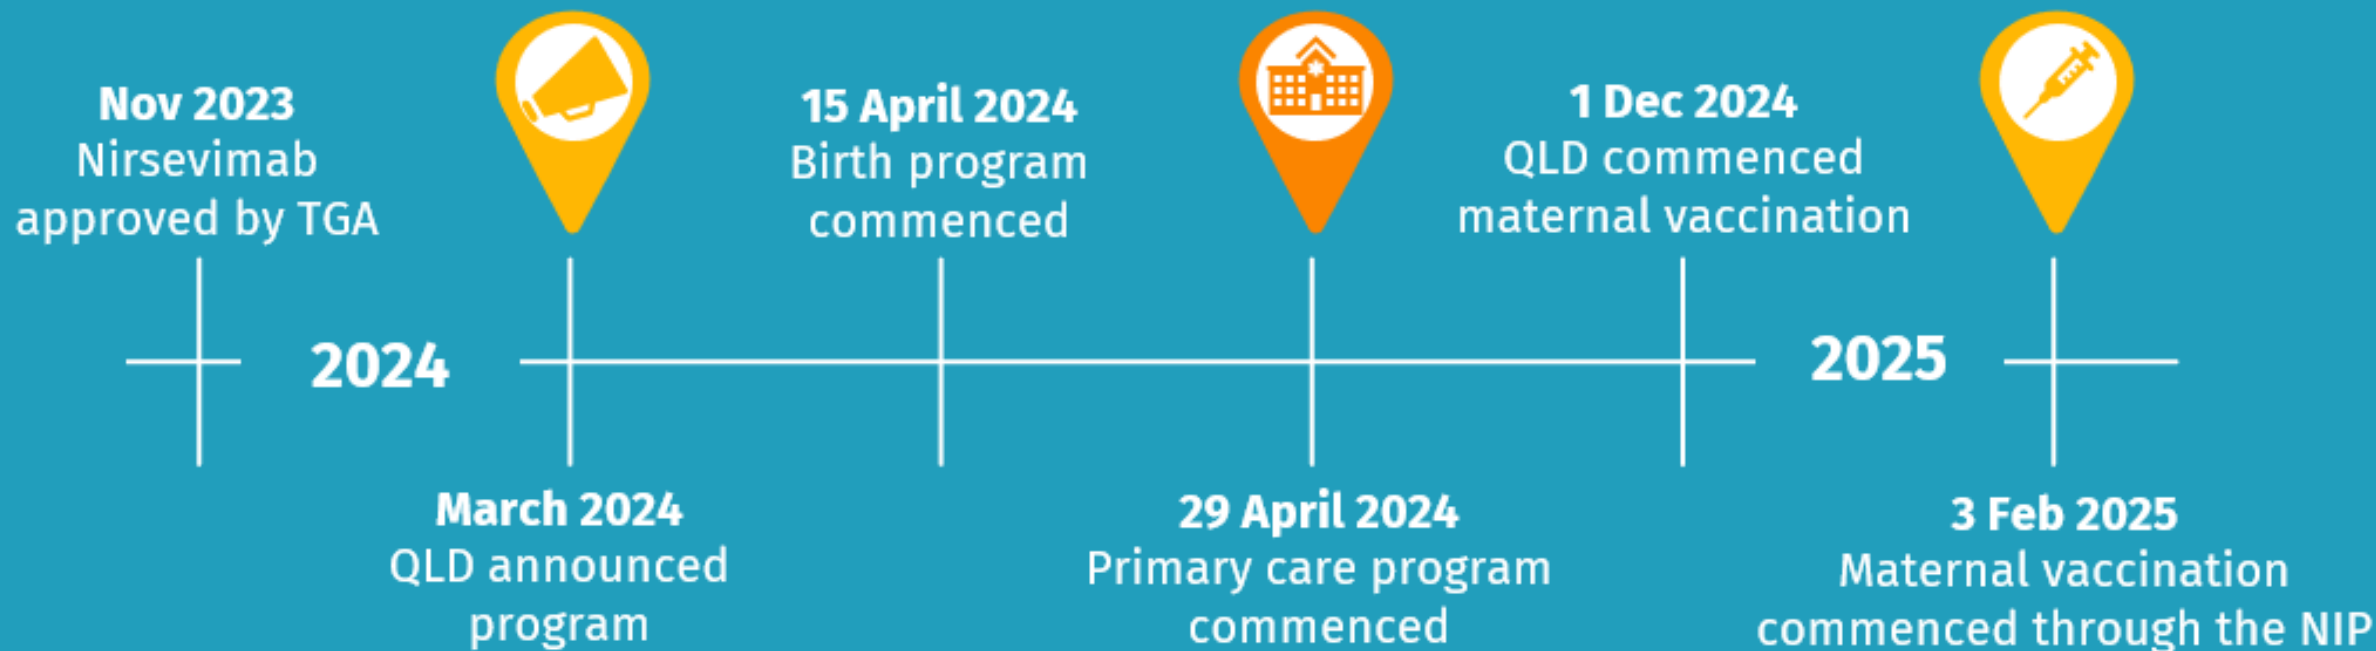 Nov 2023
Nirsevimab
approved by TGA
2024
March 2024
QLD announced
program
15 April 2024
Birth program
commenced
29 April 2024
Primary care program
commenced
1 Dec 2024
QLD commenced
maternal vaccination
2025
3 Feb 2025
Maternal vaccination
commenced through the NIP